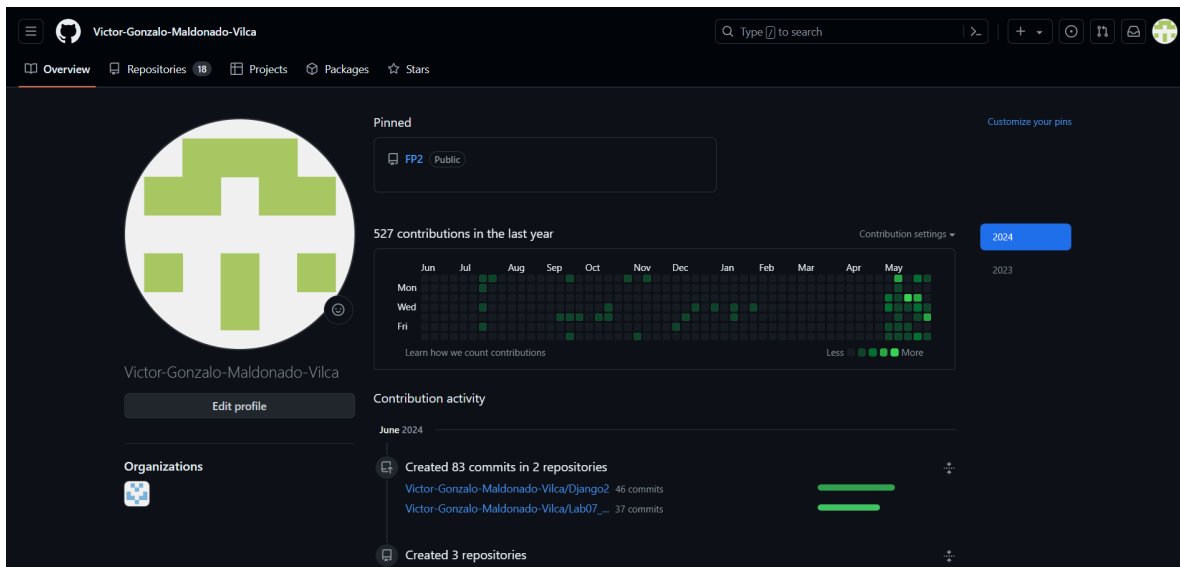 Victor-Gonzalo-Maldonado-Vilca
Type / to search
Overview Repositories 18 Projects Packages Stars
Pinned
Customize your pins
FP2 Public
527 contributions in the last year
Contribution settings
2024
2023
Jun Jul Aug Sep Oct Nov Dec Jan Feb Mar Apr May
Mon
Wed
Fri
Learn how we count contributions
Less More
Victor-Gonzalo-Maldonado-Vilca
Edit profile
Organizations
Contribution activity
June 2024
Created 83 commits in 2 repositories
Victor-Gonzalo-Maldonado-Vilca/Django2 46 commits
Victor-Gonzalo-Maldonado-Vilca/Lab07_... 37 commits
Created 3 repositories